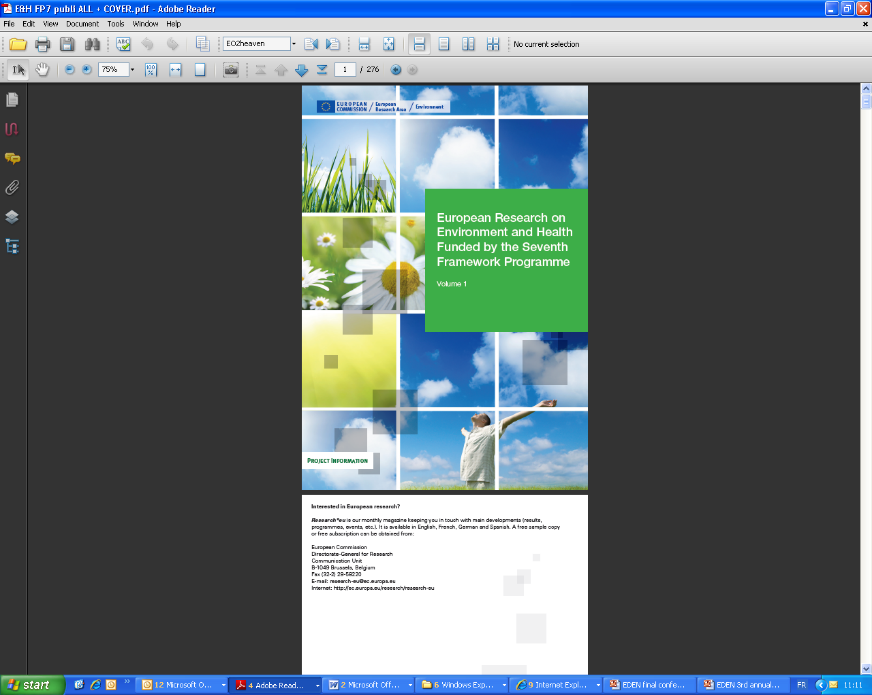 E&H FP7 publi ALL + COVER.pdf - Adobe Reader
File Edit View Document Tools Window Help
EO2heaven
No current selection
75%
1 / 276
EUROPEAN COMMISSION / European Research Area / Environment
European Research on
Environment and Health
Funded by the Seventh
Framework Programme
Volume 1
PROJECT INFORMATION
Interested in European research?
Research*eu is our monthly magazine keeping you in touch with main developments (results,
programmes, events, etc.). It is available in English, French, German and Spanish. A free sample copy
or free subscription can be obtained from:
European Commission
Directorate-General for Research
Communication Unit
B-1049 Brussels, Belgium
Fax (32-2) 29-58220
E-mail: research-eu@ec.europa.eu
Internet: http://ec.europa.eu/research/research-eu
start
12 Microsoft O...
4 Adobe Read...
2 Microsoft Off...
6 Windows Exp...
9 Internet Expl...
EDEN final confe...
EDEN 3rd annual...
FR
11:11